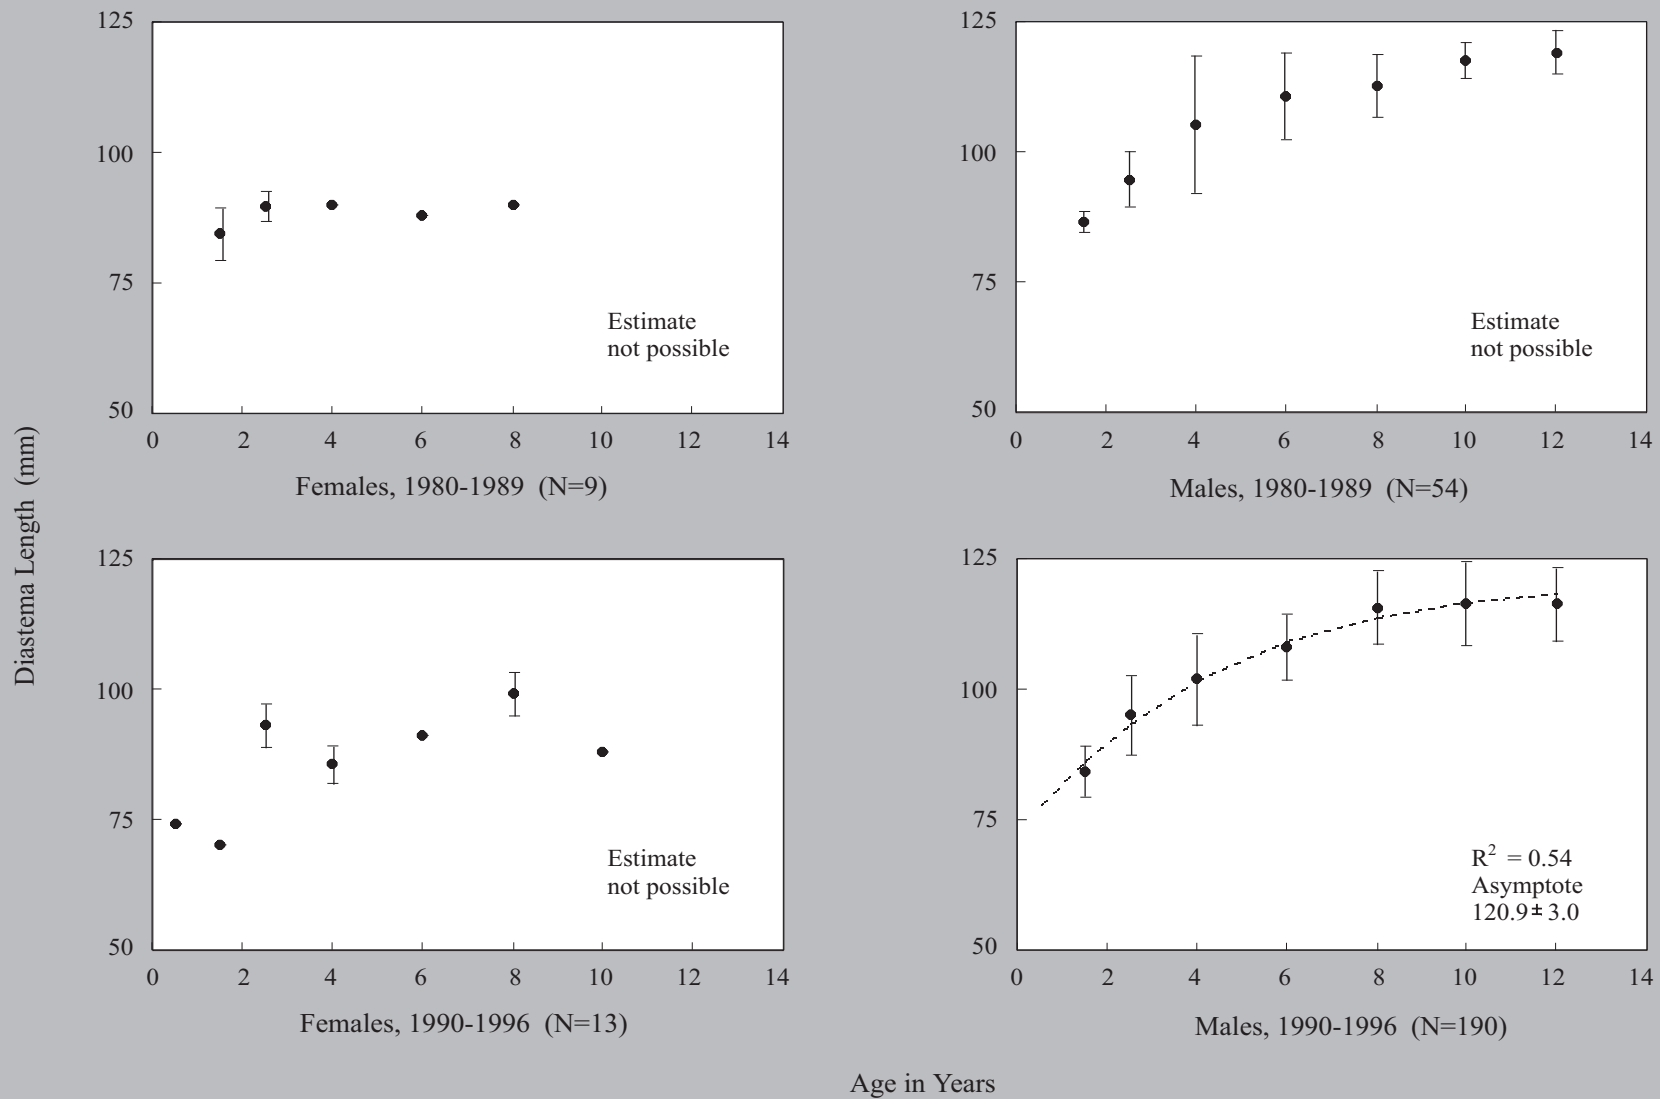 125
100
75
50
0 2 4 6 8 10 12 14
Estimate
not possible
Females, 1980-1989 (N=9)
125
100
75
50
0 2 4 6 8 10 12 14
Estimate
not possible
Males, 1980-1989 (N=54)
Diastema Length (mm)
125
100
75
50
0 2 4 6 8 10 12 14
Estimate
not possible
Females, 1990-1996 (N=13)
125
100
75
50
0 2 4 6 8 10 12 14
R² = 0.54
Asymptote
120.9 ± 3.0
Males, 1990-1996 (N=190)
Age in Years